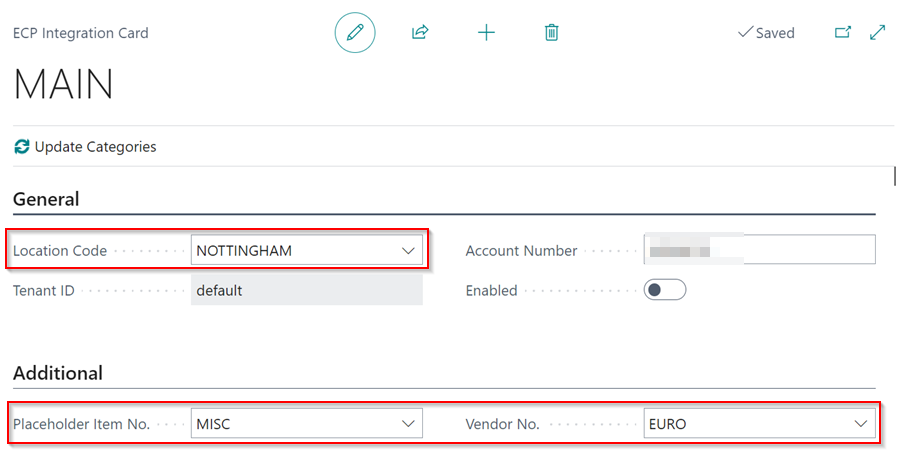 ECP Integration Card
Saved
MAIN
Update Categories
General
Location Code NOTTINGHAM Account Number
Tenant ID default Enabled
Additional
Placeholder Item No. MISC Vendor No. EURO